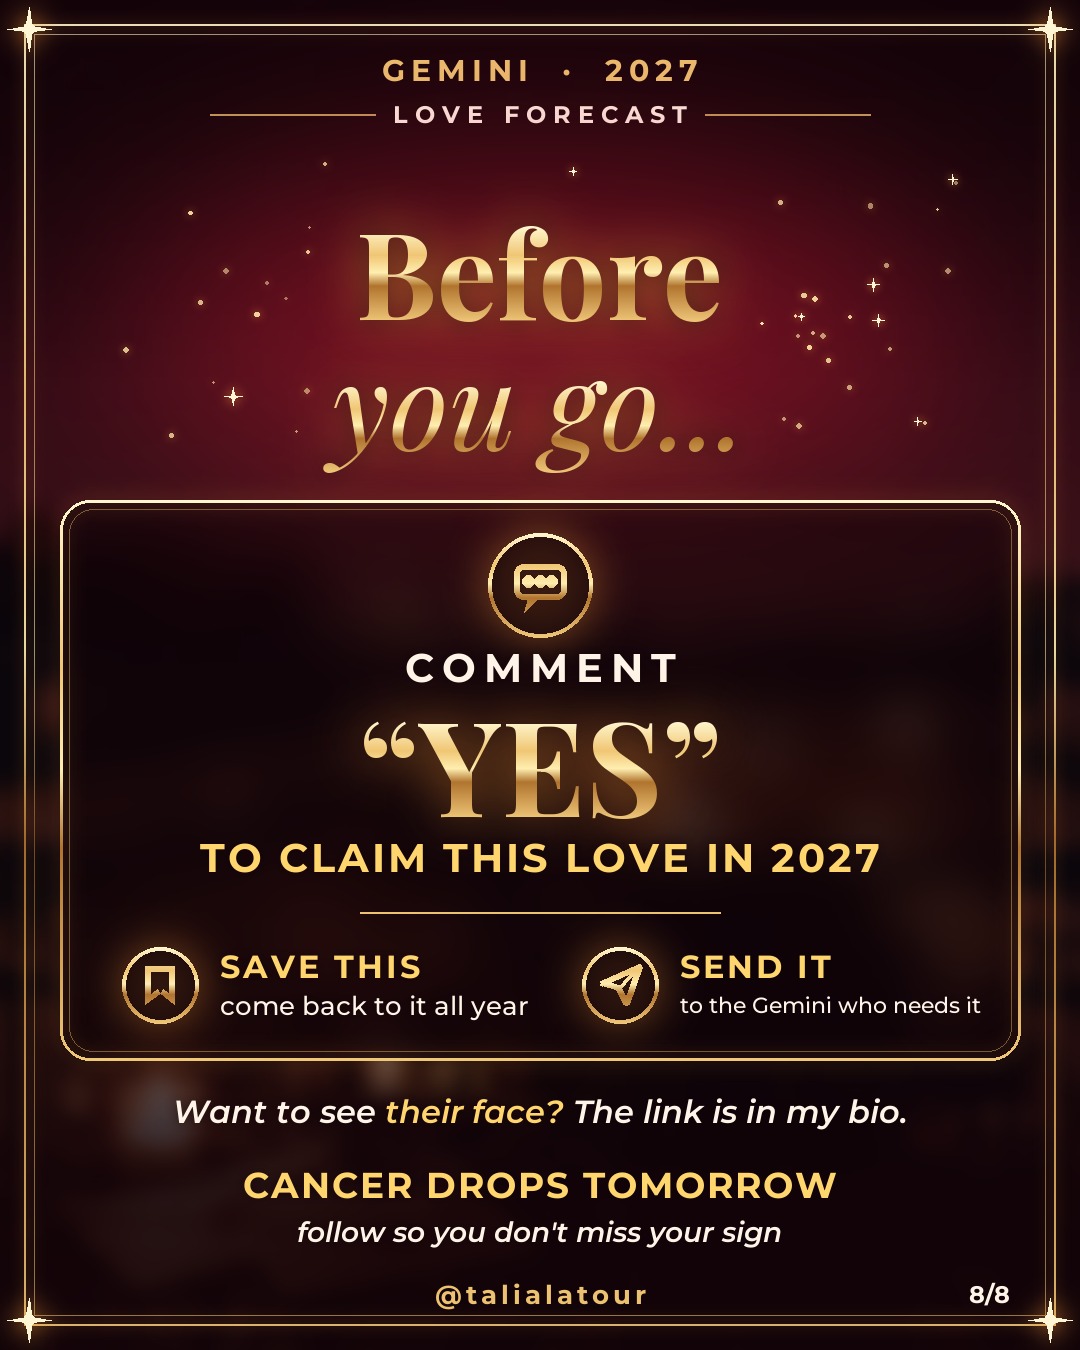 GEMINI · 2027
LOVE FORECAST
Before
you go...
COMMENT
“YES”
TO CLAIM THIS LOVE IN 2027
SAVE THIS
come back to it all year
SEND IT
to the Gemini who needs it
Want to see their face? The link is in my bio.
CANCER DROPS TOMORROW
follow so you don't miss your sign
@talialatour
8/8